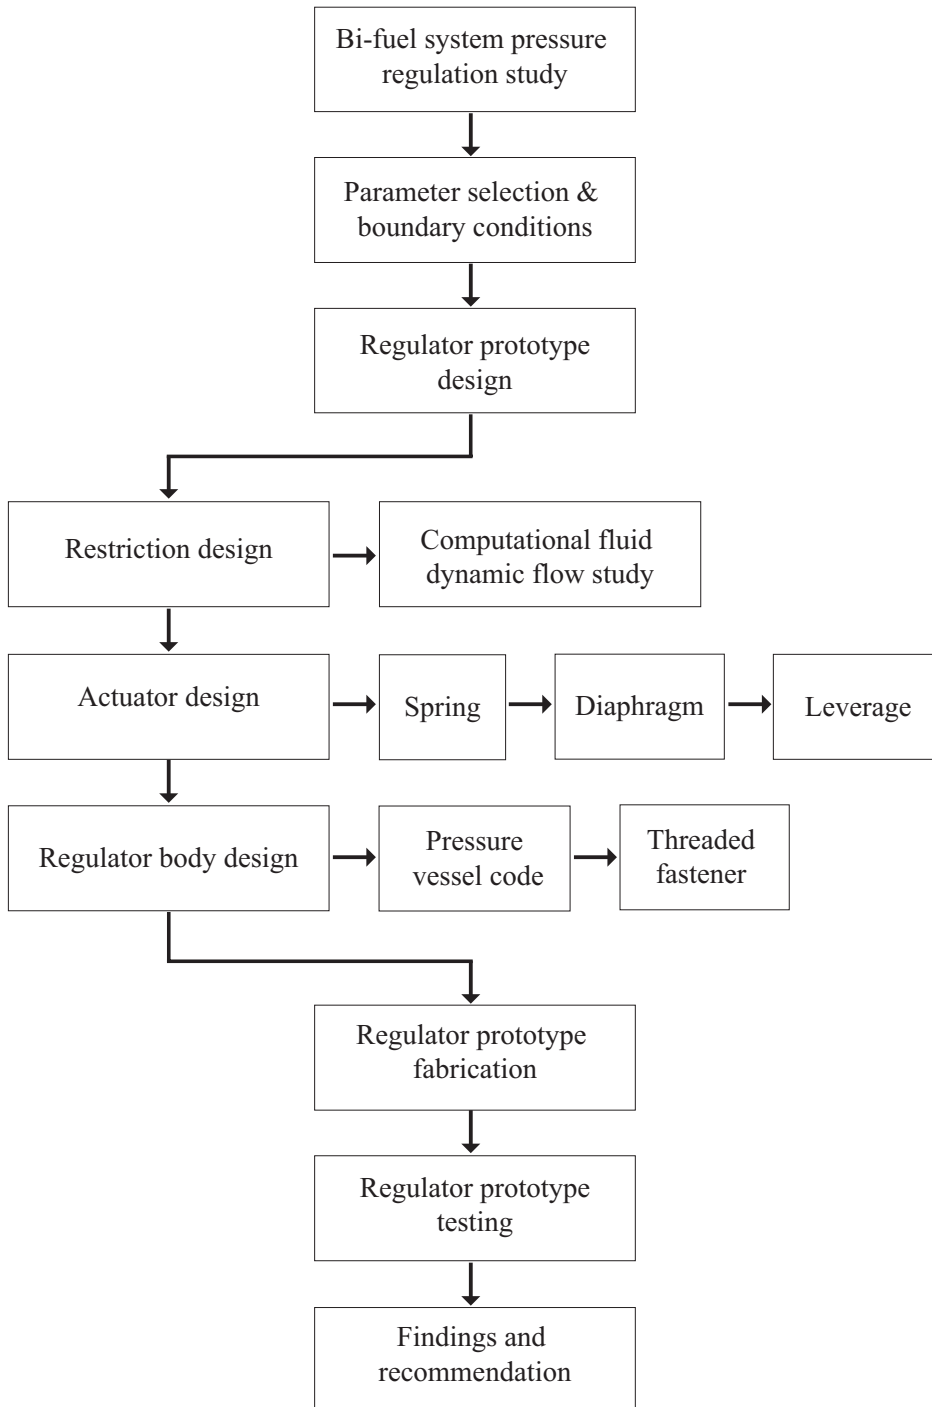 Bi-fuel system pressure
regulation study
Parameter selection &
boundary conditions
Regulator prototype
design
Restriction design
Computational fluid
dynamic flow study
Actuator design
Spring
Diaphragm
Leverage
Regulator body design
Pressure
vessel code
Threaded
fastener
Regulator prototype
fabrication
Regulator prototype
testing
Findings and
recommendation